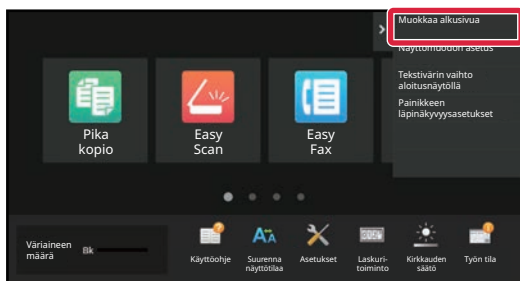 Muokkaa alkusivua
Näyttömuodon asetus
Tekstivärin vaihto
aloitusnäytöllä
Painikkeen
läpinäkyvyysasetukset
Pika
kopio
Easy
Scan
Easy
Fax
Väriaineen
määrä
Bk
Käyttöohje
Suurenna
näyttötilaa
Asetukset
Laskuri-
toiminto
Kirkkauden
säätö
Työn tila